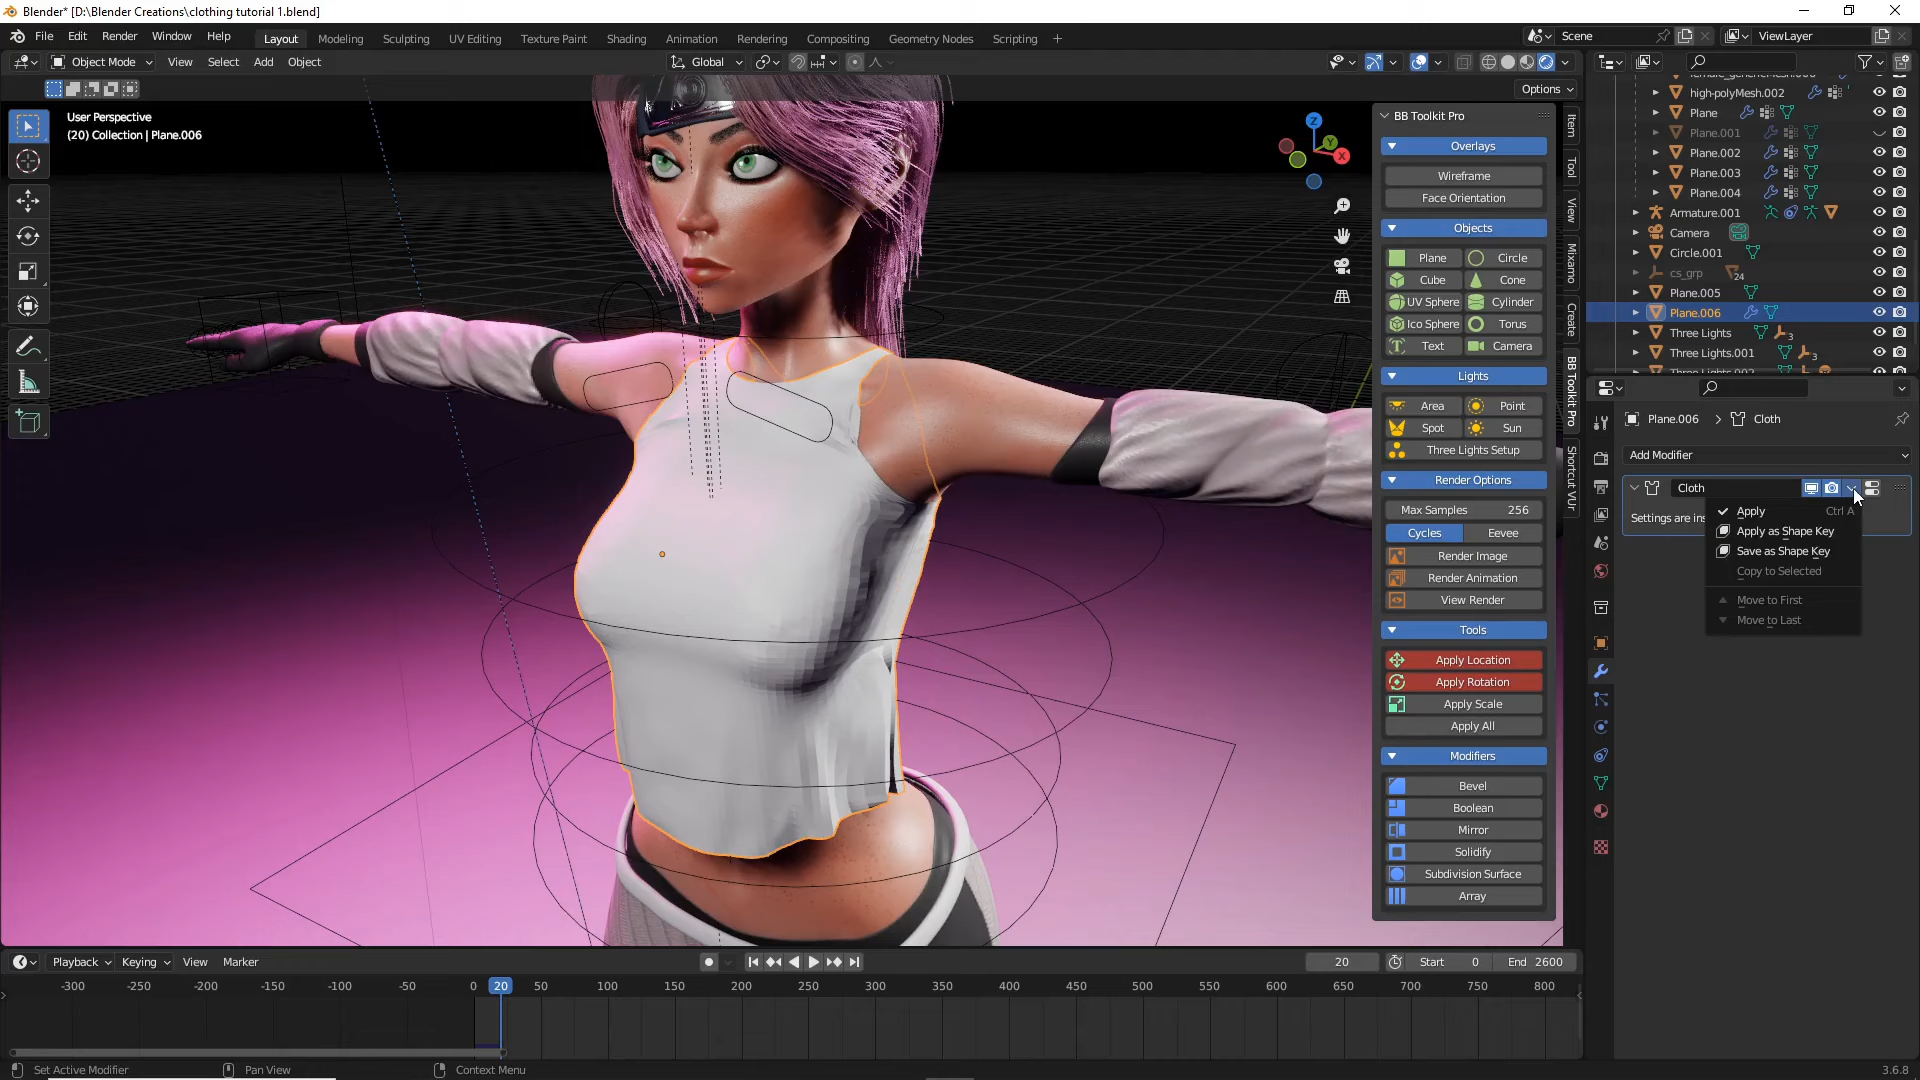 Blender* [D:\Blender Creations\clothing tutorial 1.blend]
File Edit Render Window Help Layout Modeling Sculpting UV Editing Texture Paint Shading Animation Rendering Compositing Geometry Nodes Scripting + Scene ViewLayer
Object Mode View Select Add Object Global
Options
User Perspective
(20) Collection | Plane.006
BB Toolkit Pro
Overlays
Wireframe
Face Orientation
Objects
Plane Circle
Cube Cone
UV Sphere Cylinder
Ico Sphere Torus
Text Camera
Lights
Area Point
Spot Sun
Three Lights Setup
Render Options
Max Samples 256
Cycles Eevee
Render Image
Render Animation
View Render
Tools
Apply Location
Apply Rotation
Apply Scale
Apply All
Modifiers
Bevel
Boolean
Mirror
Solidify
Subdivision Surface
Array
Item
Tool
View
Mixamo
Create
BB Toolkit Pro
Shortcut VUr
high-polyMesh.002
Plane
Plane.001
Plane.002
Plane.003
Plane.004
Armature.001
Camera
Circle.001
cs_grp 24
Plane.005
Plane.006
Three Lights 3
Three Lights.001 3
Three Lights.002
Plane.006 > Cloth
Add Modifier
Cloth
Settings are ins
Apply Ctrl A
Apply as Shape Key
Save as Shape Key
Copy to Selected
Move to First
Move to Last
Playback Keying View Marker 20 Start 0 End 2600
-300 -250 -200 -150 -100 -50 0 20 50 100 150 200 250 300 350 400 450 500 550 600 650 700 750 800
Set Active Modifier Pan View Context Menu 3.6.8